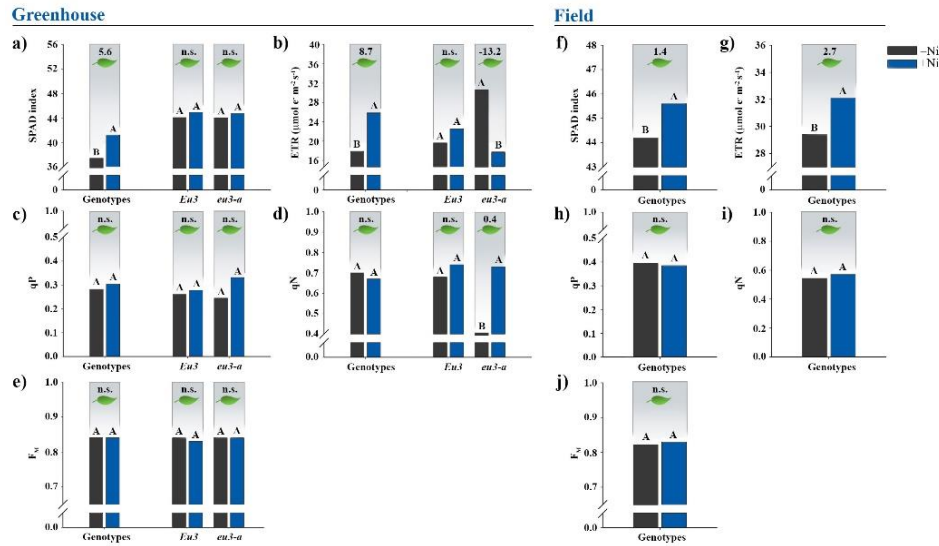 Greenhouse
Field
a)
SPAD index
56
52
48
44
40
36
0
5.6
n.s.
n.s.
B
A
A
A
A
A
Genotypes
Eu3
eu3-a
b)
ETR (µmol e⁻ m⁻² s⁻¹)
40
36
32
28
24
20
16
0
8.7
n.s.
-13.2
B
A
A
A
A
B
Genotypes
Eu3
eu3-a
f)
SPAD index
48
47
46
45
44
43
0
1.4
B
A
Genotypes
g)
ETR (µmol e⁻ m⁻² s⁻¹)
36
34
32
30
28
0
2.7
B
A
Genotypes
–Ni
+Ni
c)
qP
1.0
0.5
0.4
0.3
0.2
0.1
0.0
n.s.
n.s.
n.s.
A
A
A
A
A
A
Genotypes
Eu3
eu3-a
d)
qN
1.0
0.9
0.8
0.7
0.6
0.5
0.4
0.0
n.s.
n.s.
0.4
A
A
A
A
B
A
Genotypes
Eu3
eu3-a
h)
qP
1.0
0.5
0.4
0.3
0.2
0.1
0.0
n.s.
A
A
Genotypes
i)
qN
1.0
0.8
0.6
0.4
0.2
0.0
n.s.
A
A
Genotypes
e)
1.0
0.9
0.8
0.7
0.0
n.s.
n.s.
n.s.
A
A
A
A
A
A
Genotypes
Eu3
eu3-a
j)
1.0
0.9
0.8
0.7
0.0
n.s.
A
A
Genotypes